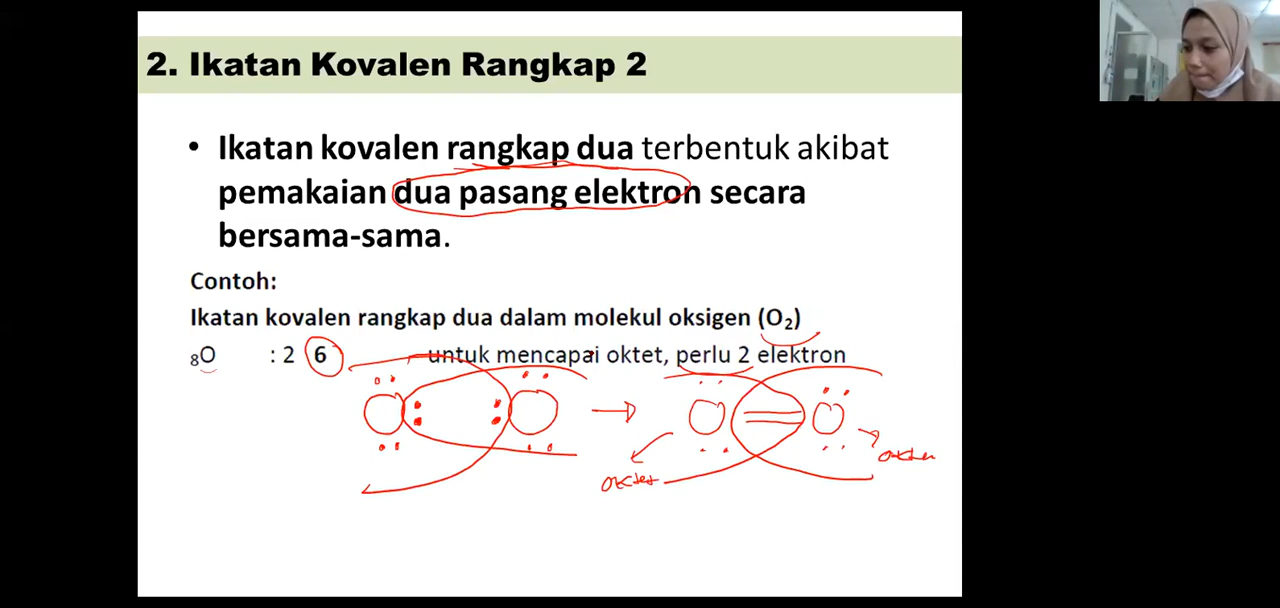 2. Ikatan Kovalen Rangkap 2
• Ikatan kovalen rangkap dua terbentuk akibat
pemakaian dua pasang elektron secara
bersama-sama.
Contoh:
Ikatan kovalen rangkap dua dalam molekul oksigen (O₂)
₈O : 2 6 untuk mencapai oktet, perlu 2 elektron
O O → O = O
oktet